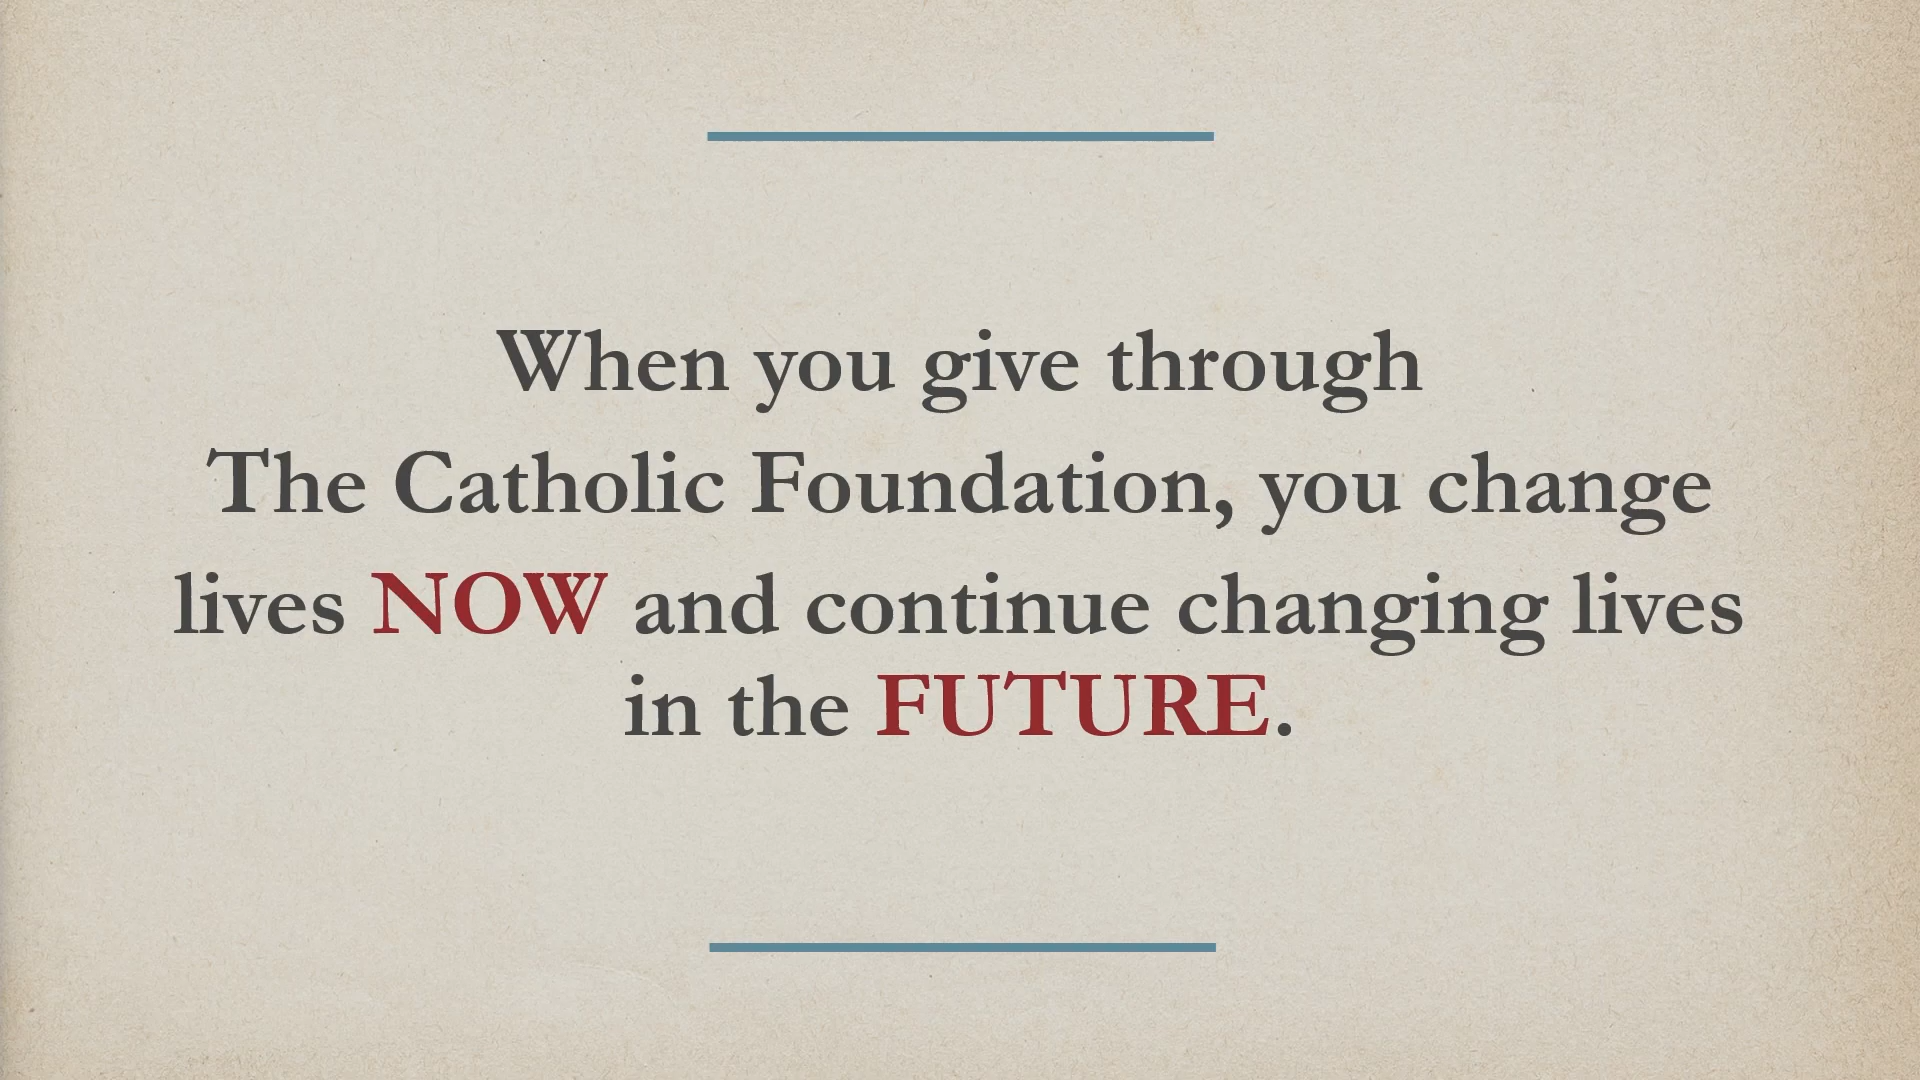 When you give through
The Catholic Foundation, you change
lives NOW and continue changing lives
in the FUTURE.